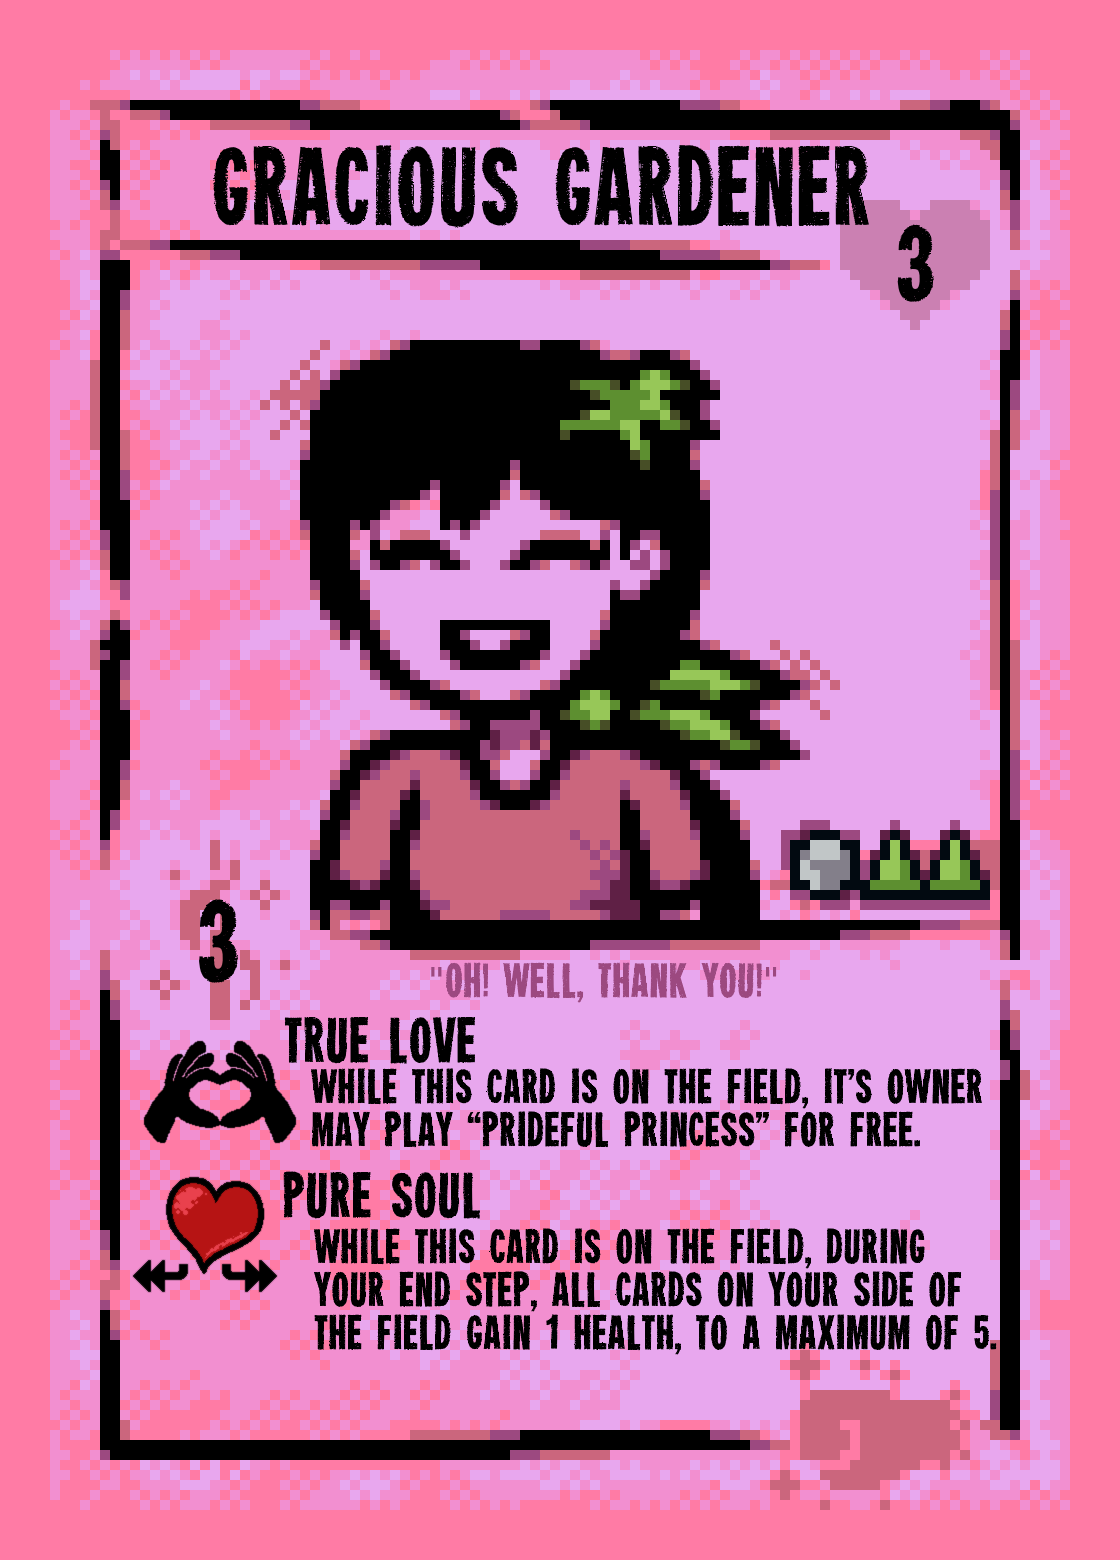 GRACIOUS GARDENER
3
3
"OH! WELL, THANK YOU!"
TRUE LOVE
WHILE THIS CARD IS ON THE FIELD, IT’S OWNER
MAY PLAY “PRIDEFUL PRINCESS” FOR FREE.
PURE SOUL
WHILE THIS CARD IS ON THE FIELD, DURING
YOUR END STEP, ALL CARDS ON YOUR SIDE OF
THE FIELD GAIN 1 HEALTH, TO A MAXIMUM OF 5.